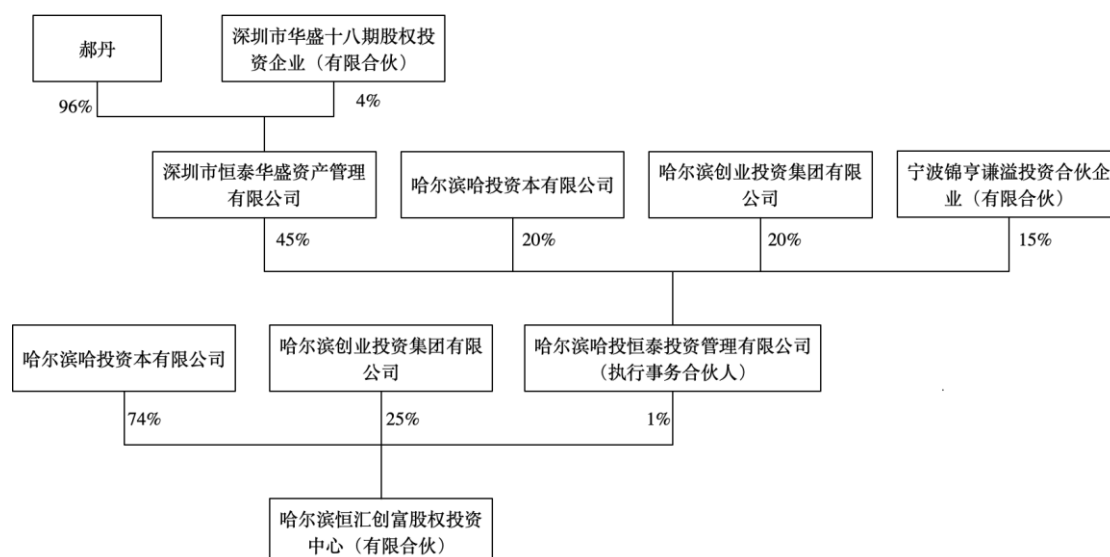 郝丹
深圳市华盛十八期股权投
资企业（有限合伙）
96%
4%
深圳市恒泰华盛资产管理
有限公司
哈尔滨哈投资本有限公司
哈尔滨创业投资集团有限
公司
宁波锦亨谦溢投资合伙企
业（有限合伙）
45%
20%
20%
15%
哈尔滨哈投资本有限公司
哈尔滨创业投资集团有限
公司
哈尔滨哈投恒泰投资管理有限公司
（执行事务合伙人）
74%
25%
1%
哈尔滨恒汇创富股权投资
中心（有限合伙）